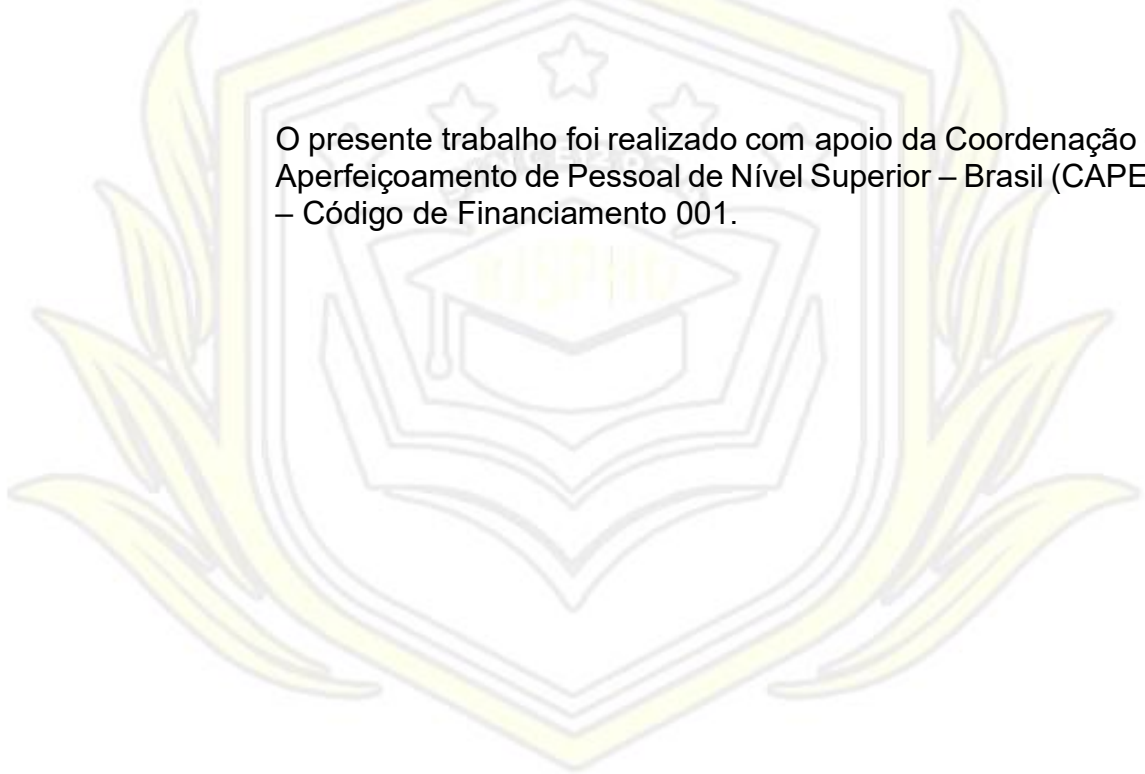 O presente trabalho foi realizado com apoio da Coordenação
Aperfeiçoamento de Pessoal de Nível Superior – Brasil (CAPE
– Código de Financiamento 001.